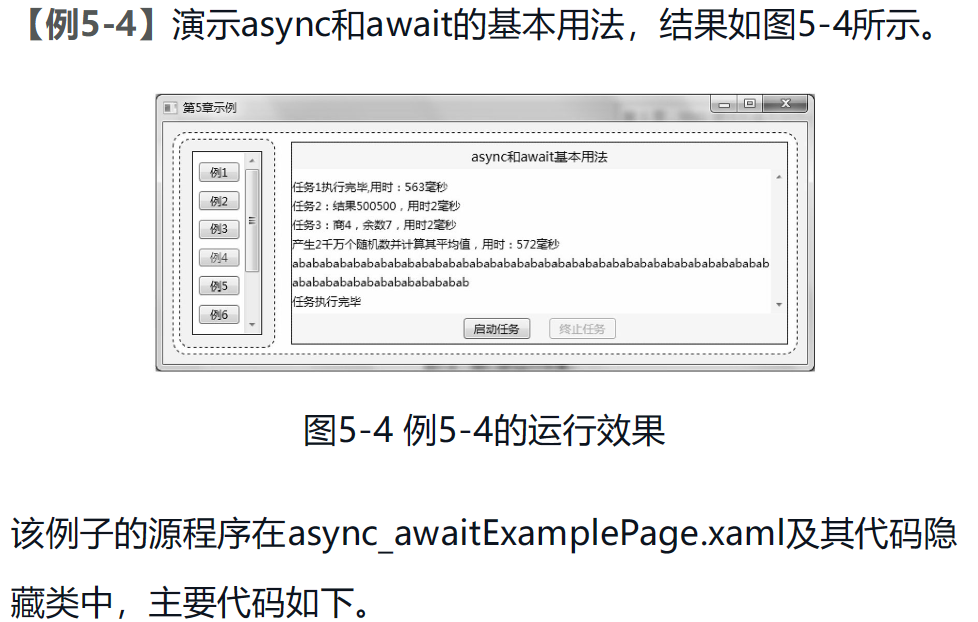 【例5-4】演示async和await的基本用法，结果如图5-4所示。
第5章示例
async和await基本用法
例1
例2
例3
例4
例5
例6
任务1执行完毕,用时：563毫秒
任务2：结果500500，用时2毫秒
任务3：商4，余数7，用时2毫秒
产生2千万个随机数并计算其平均值，用时：572毫秒
ababababababababababababababababababababababababababababababababababab
ababababababababababababab
任务执行完毕
启动任务
终止任务
图5-4 例5-4的运行效果
该例子的源程序在async_awaitExamplePage.xaml及其代码隐
藏类中，主要代码如下。